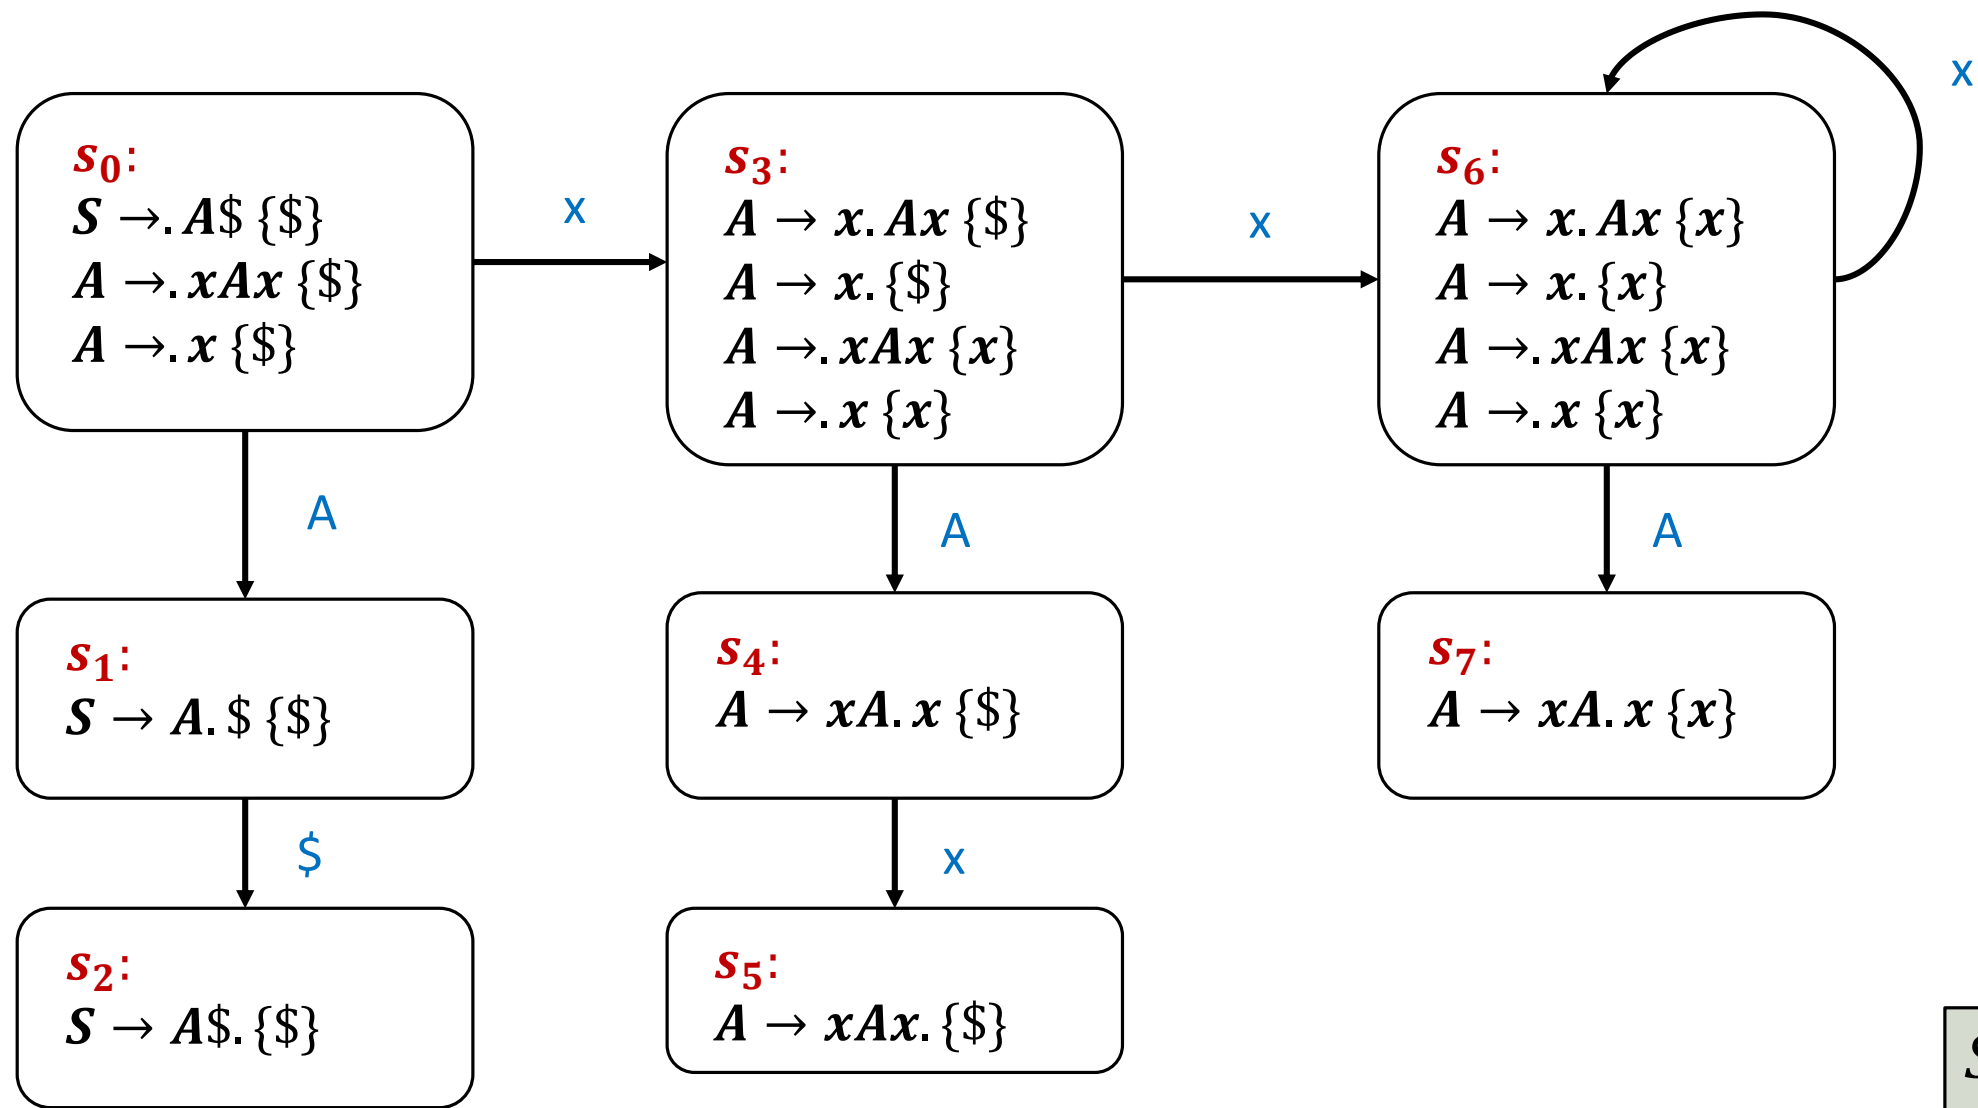 s₀:
S →. A$ {$}
A →. xAx {$}
A →. x {$}
x
s₃:
A → x. Ax {$}
A → x. {$}
A →. xAx {x}
A →. x {x}
x
s₆:
A → x. Ax {x}
A → x. {x}
A →. xAx {x}
A →. x {x}
x
A
A
A
s₁:
S → A. $ {$}
s₄:
A → xA. x {$}
s₇:
A → xA. x {x}
$
x
s₂:
S → A$. {$}
s₅:
A → xAx. {$}